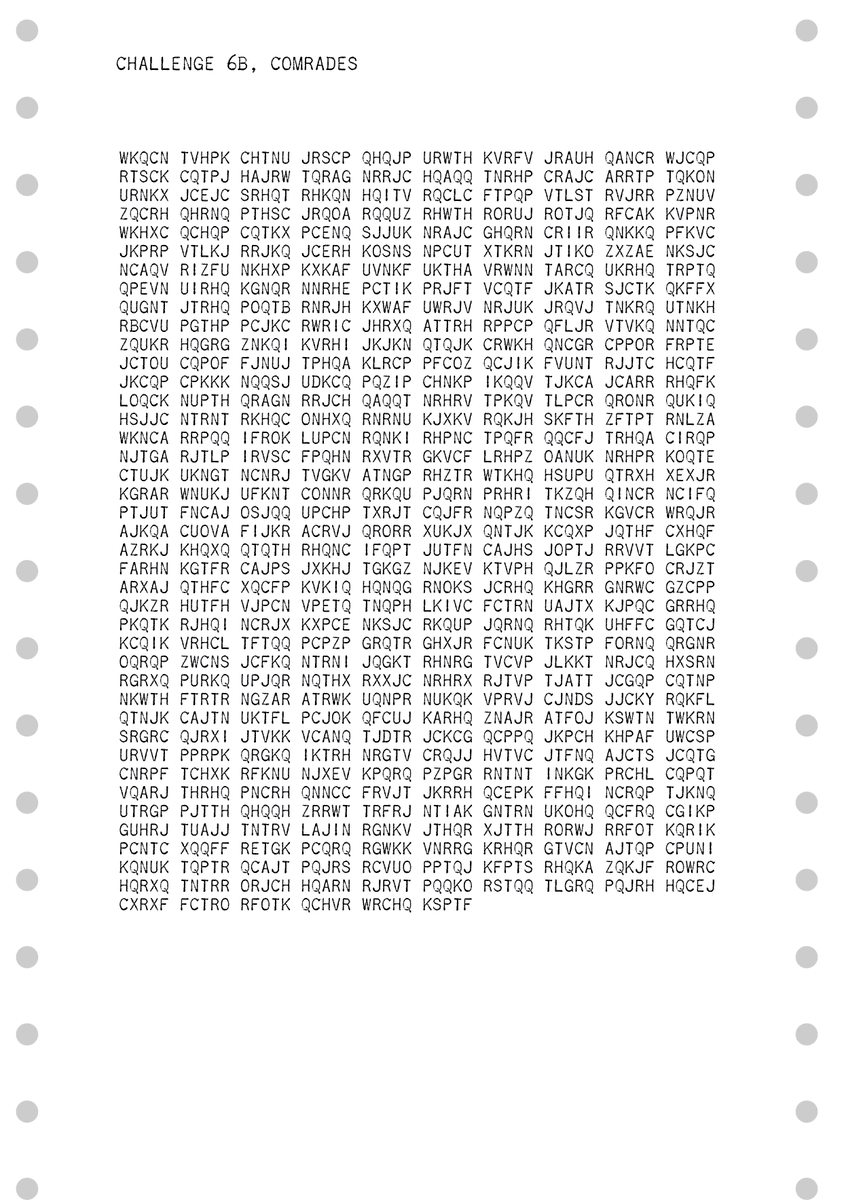 CHALLENGE 6B, COMRADES
WKQCN TVHPK CHTNU JRSCP QHQJP URWTH KVRFV JRAUH QANCR WJCQP
RTSCK CQTPJ HAJRW TQRAG NRRJC HQAQQ TNRHP CRAJC ARRTP TQKON
URNKX JCEJC SRHQT RHKQN HQITV RQCLC FTPQP VTLST RVJRR PZNUV
ZQCRH QHRNQ PTHSC JRQOA RQQUZ RHWTH RORUJ ROTJQ RFCAK KVPNR
WKHXC QCHQP CQTKX PCENQ SJJUK NRAJC GHQRN CRIIR QNKKQ PFKVC
JKPRP VTLKJ RRJKQ JCERH KOSNS NPCUT XTKRN JTIKO ZXZAE NKSJC
NCAQV RIZFU NKHXP KXKAF UVNKF UKTHA VRWNN TARCQ UKRHQ TRPTQ
QPEVN UIRHQ KGNQR NNRHE PCTIK PRJFT VCQTF JKATR SJCTK QKFFX
QUGNT JTRHQ POQTB RNRJH KXWAF UWRJV NRJUK JRQVJ TNKRQ UTNKH
RBCVU PGTHP PCJKC RWRIC JHRXQ ATTRH RPPCP QFLJR VTVKQ NNTQC
ZQUKR HQGRG ZNKQI KVRHI JKJKN QTQJK CRWKH QNCGR CPPOR FRPTE
JCTOU CQPOF FJNUJ TPHQA KLRCP PFCOZ QCJIK FVUNT RJJTC HCQTF
JKCQP CPKKK NQQSJ UDKCQ PQZIP CHNKP IKQQV TJKCA JCARR RHQFK
LOQCK NUPTH QRAGN RRJCH QAQQT NRHRV TPKQV TLPCR QRONR QUKIQ
HSJJC NTRNT RKHQC ONHXQ RNRNU KJXKV RQKJH SKFTH ZFTPT RNLZA
WKNCA RRPQQ IFROK LUPCN RQNKI RHPNC TPQFR QQCFJ TRHQA CIRQP
NJTGA RJTLP IRVSC FPQHN RXVTR GKVCF LRHPZ OANUK NRHPR KOQTE
CTUJK UKNGT NCNRJ TVGKV ATNGP RHZTR WTKHQ HSUPU QTRXH XEXJR
KGRAR WNUKJ UFKNT CONNR QRKQU PJQRN PRHRI TKZQH QINCR NCIFQ
PTJUT FNCAJ OSJQQ UPCHP TXRJT CQJFR NQPZQ TNCSR KGVCR WRQJR
AJKQA CUOVA FIJKR ACRVJ QRORR XUKJX QNTJK KCQXP JQTHF CXHQF
AZRKJ KHQXQ QTQTH RHQNC IFQPT JUTFN CAJHS JOPTJ RRVVT LGKPC
FARHN KGTFR CAJPS JXKHJ TGKGZ NJKEV KTVPH QJLZR PPKFO CRJZT
ARXAJ QTHFC XQCFP KVKIQ HQNQG RNOKS JCRHQ KHGRR GNRWC GZCPP
QJKZR HUTFH VJPCN VPETQ TNQPH LKIVC FCTRN UAJTX KJPQC GRRHQ
PKQTK RJHQI NCRJX KXPCE NKSJC RKQUP JQRNQ RHTQK UHFFC GQTCJ
KCQIK VRHCL TFTQQ PCPZP GRQTR GHXJR FCNUK TKSTP FORNQ QRGNR
OQRQP ZWCNS JCFKQ NTRNI JQGKT RHNRG TVCVP JLKKT NRJCQ HXSRN
RGRXQ PURKQ UPJQR NQTHX RXXJC NRHRX RJTVP TJATT JCGQP CQTNP
NKWTH FTRTR NGZAR ATRWK UQNPR NUKQK VPRVJ CJNDS JJCKY RQKFL
QTNJK CAJTN UKTFL PCJOK QFCUJ KARHQ ZNAJR ATFOJ KSWTN TWKRN
SRGRC QJRXI JTVKK VCANQ TJDTR JCKCG QCPPQ JKPCH KHPAF UWCSP
URVVT PPRPK QRGKQ IKTRH NRGTV CRQJJ HVTVC JTFNQ AJCTS JCQTG
CNRPF TCHXK RFKNU NJXEV KPQRQ PZPGR RNTNT INKGK PRCHL CQPQT
VQARJ THRHQ PNCRH QNNCC FRVJT JKRRH QCEPK FFHQI NCRQP TJKNQ
UTRGP PJTTH QHQQH ZRRWT TRFRJ NTIAK GNTRN UKOHQ QCFRQ CGIKP
GUHRJ TUAJJ TNTRV LAJIN RGNKV JTHQR XJTTH RORWJ RRFOT KQRIK
PCNTC XQQFF RETGK PCQRQ RGWKK VNRRG KRHQR GTVCN AJTQP CPUNI
KQNUK TQPTR QCAJT PQJRS RCVUO PPTQJ KFPTS RHQKA ZQKJF ROWRC
HQRXQ TNTRR ORJCH HQARN RJRVT PQQKO RSTQQ TLGRQ PQJRH HQCEJ
CXRXF FCTRO RFOTK QCHVR WRCHQ KSPTF